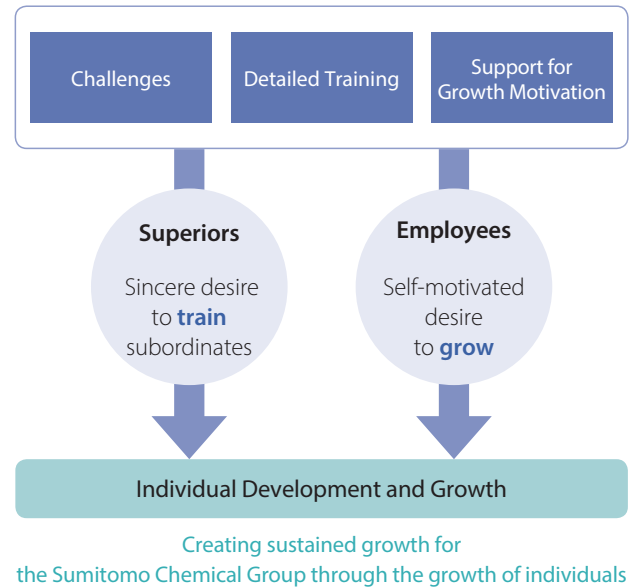 Challenges
Detailed Training
Support for
Growth Motivation
Superiors
Sincere desire
to train
subordinates
Employees
Self-motivated
desire
to grow
Individual Development and Growth
Creating sustained growth for
the Sumitomo Chemical Group through the growth of individuals